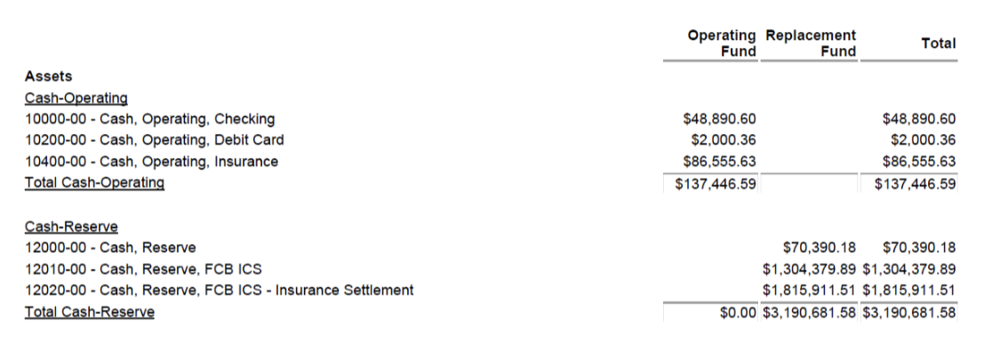 Operating Replacement
Fund Fund Total
Assets
Cash-Operating
10000-00 - Cash, Operating, Checking $48,890.60 $48,890.60
10200-00 - Cash, Operating, Debit Card $2,000.36 $2,000.36
10400-00 - Cash, Operating, Insurance $86,555.63 $86,555.63
Total Cash-Operating $137,446.59 $137,446.59
Cash-Reserve
12000-00 - Cash, Reserve $70,390.18 $70,390.18
12010-00 - Cash, Reserve, FCB ICS $1,304,379.89 $1,304,379.89
12020-00 - Cash, Reserve, FCB ICS - Insurance Settlement $1,815,911.51 $1,815,911.51
Total Cash-Reserve $0.00 $3,190,681.58 $3,190,681.58